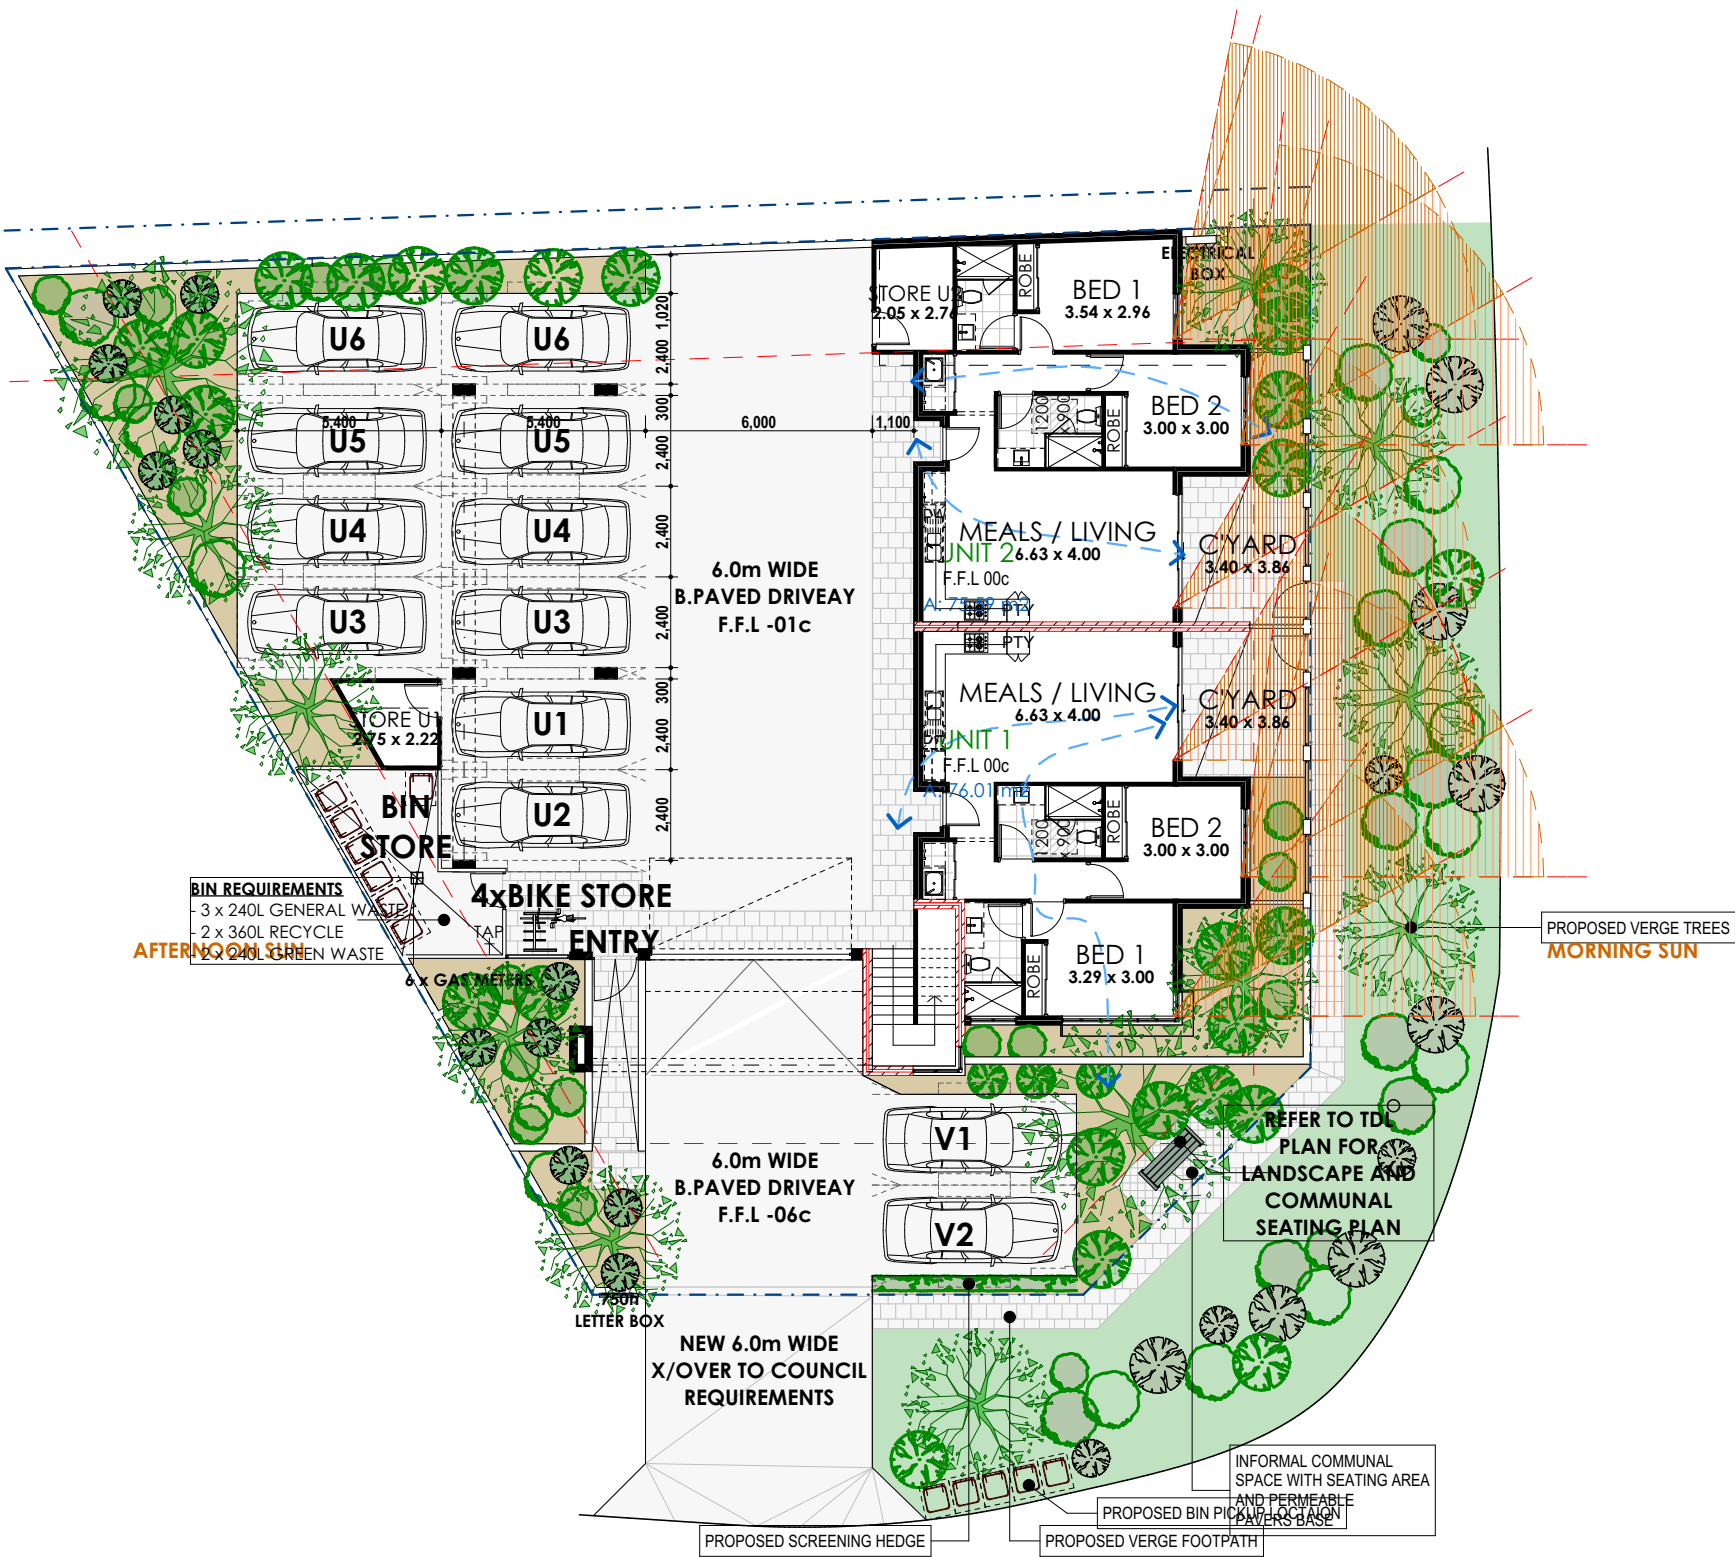 ELECTRICAL
BOX
STORE U2
2.05 x 2.76
ROBE
BED 1
3.54 x 2.96
U6
U6
1,020
2,400
300
5,400
5,400
6,000
1,100
U5
U5
2,400
1200
x 900
ROBE
BED 2
3.00 x 3.00
U4
U4
2,400
MEALS / LIVING
6.63 x 4.00
UNIT 2
F.F.L 00c
A: 75.59 m2
PTY
C'YARD
3.40 x 3.86
6.0m WIDE
B.PAVED DRIVEAY
F.F.L -01c
U3
U3
2,400
300
PTY
MEALS / LIVING
6.63 x 4.00
UNIT 1
F.F.L 00c
A: 76.01 m2
C'YARD
3.40 x 3.86
STORE U1
2.75 x 2.22
U1
2,400
BIN
STORE
U2
2,400
1200
x 900
ROBE
BED 2
3.00 x 3.00
BIN REQUIREMENTS
- 3 x 240L GENERAL WASTE
- 2 x 360L RECYCLE
- 2 x 240L GREEN WASTE
AFTERNOON SUN
4xBIKE STORE
TAP
ENTRY
6 x GAS METERS
ROBE
BED 1
3.29 x 3.00
PROPOSED VERGE TREES
MORNING SUN
V1
V2
6.0m WIDE
B.PAVED DRIVEAY
F.F.L -06c
REFER TO TDL
PLAN FOR
LANDSCAPE AND
COMMUNAL
SEATING PLAN
750h
LETTER BOX
NEW 6.0m WIDE
X/OVER TO COUNCIL
REQUIREMENTS
INFORMAL COMMUNAL
SPACE WITH SEATING AREA
AND PERMEABLE
PAVERS BASE
PROPOSED BIN PICKUP LOCTAION
PROPOSED SCREENING HEDGE
PROPOSED VERGE FOOTPATH